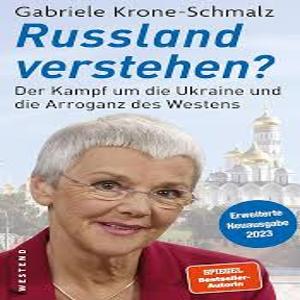 Gabriele Krone-Schmalz
Russland
verstehen?
Der Kampf um die Ukraine und
die Arroganz des Westens
Erweiterte
Neuausgabe
2023
SPIEGEL
Bestseller-
Autorin
WESTEND